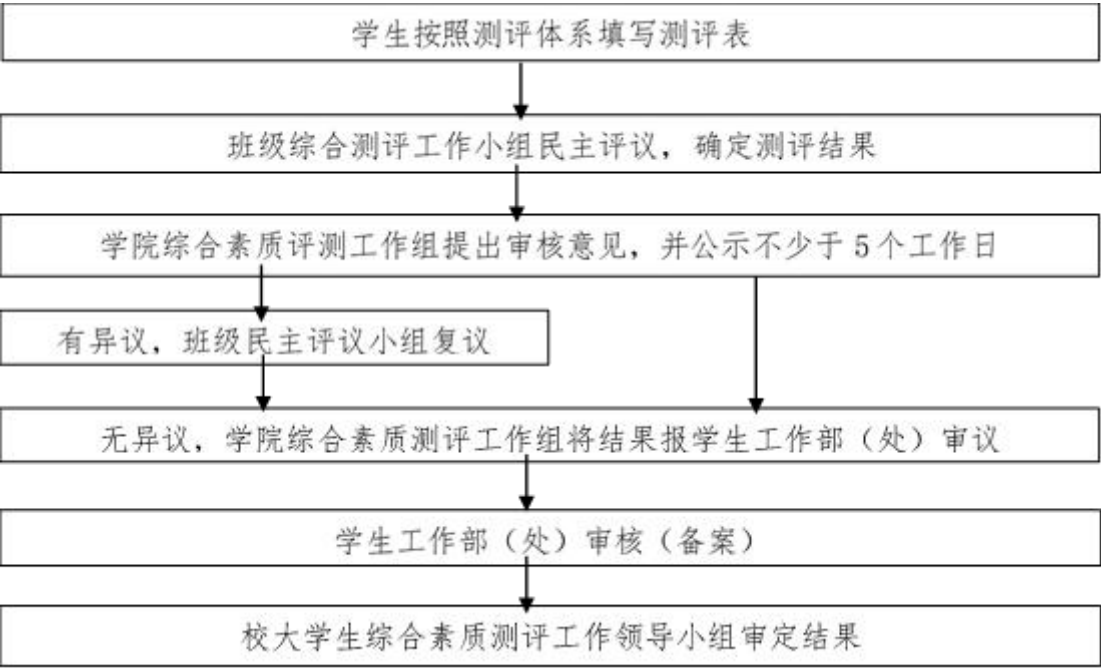 学生按照测评体系填写测评表
班级综合测评工作小组民主评议，确定测评结果
学院综合素质评测工作组提出审核意见，并公示不少于 5 个工作日
有异议，班级民主评议小组复议
无异议，学院综合素质测评工作组将结果报学生工作部（处）审议
学生工作部（处）审核（备案）
校大学生综合素质测评工作领导小组审定结果